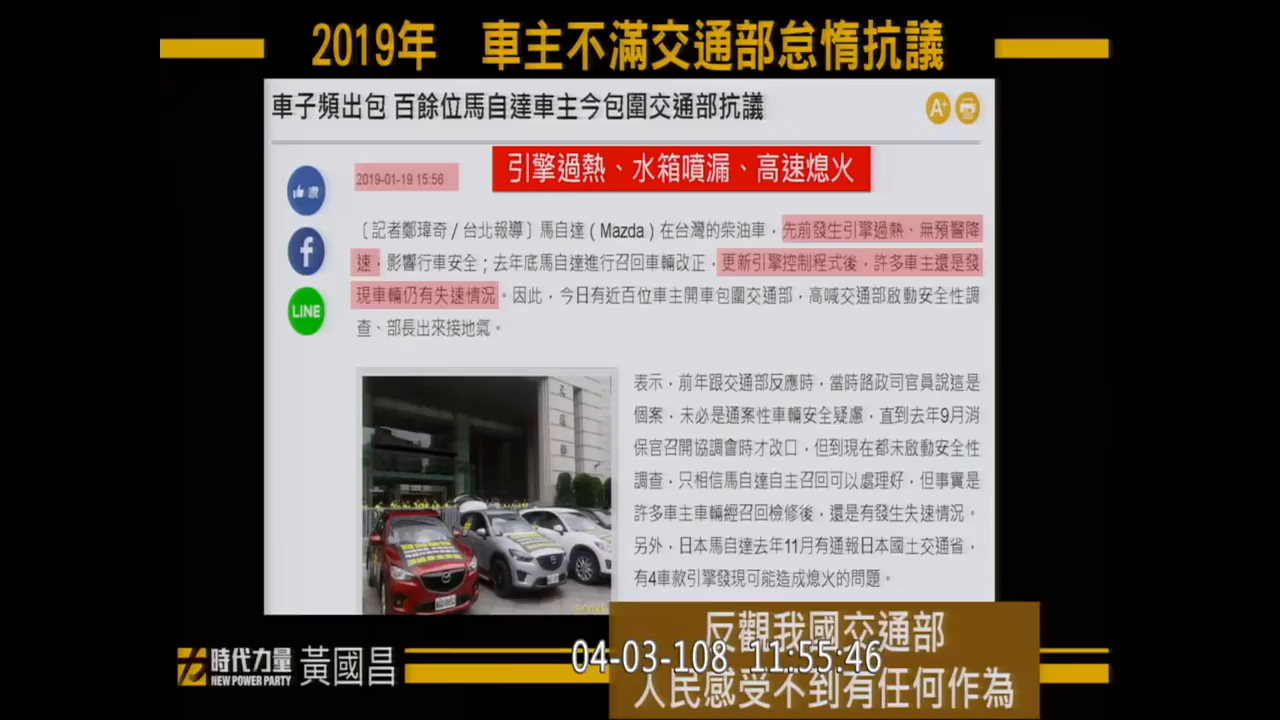 2019年 車主不滿交通部怠惰抗議
車子頻出包 百餘位馬自達車主今包圍交通部抗議
A+
引擎過熱、水箱噴漏、高速熄火
讚
2019-01-19 15:56
〔記者鄭瑋奇/台北報導〕馬自達(Mazda)在台灣的柴油車,先前發生引擎過熱、無預警降
速,影響行車安全;去年底馬自達進行召回車輛改正,更新引擎控制程式後,許多車主還是發
現車輛仍有失速情況。因此,今日有近百位車主開車包圍交通部,高喊交通部啟動安全性調
查、部長出來接地氣。
LINE
表示,前年跟交通部反應時,當時路政司官員說這是
個案,未必是通案性車輛安全疑慮,直到去年9月消
保官召開協調會時才改口,但到現在都未啟動安全性
調查,只相信馬自達自主召回可以處理好,但事實是
許多車主車輛經召回檢修後,還是有發生失速情況。
另外,日本馬自達去年11月有通報日本國土交通省,
有4車款引擎發現可能造成熄火的問題。
反觀我國交通部
人民感受不到有任何作為
04-03-108 11:55:46
時代力量 黃國昌
NEW POWER PARTY